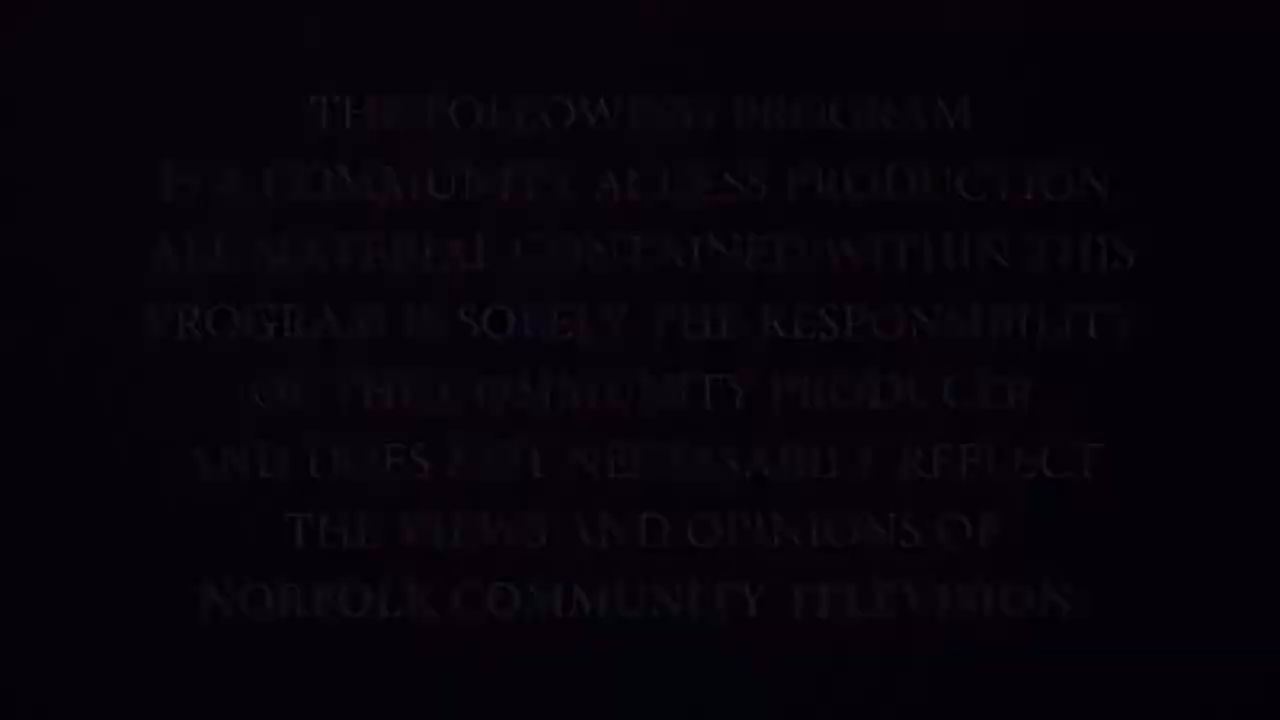 THE FOLLOWING PROGRAM
IS A COMMUNITY ACCESS PRODUCTION
ALL MATERIAL CONTAINED WITHIN THIS
PROGRAM IS SOLELY THE RESPONSIBILITY
OF THE COMMUNITY PRODUCER
AND DOES NOT NECESSARILY REFLECT
THE VIEWS AND OPINIONS OF
NORFOLK COMMUNITY TELEVISION